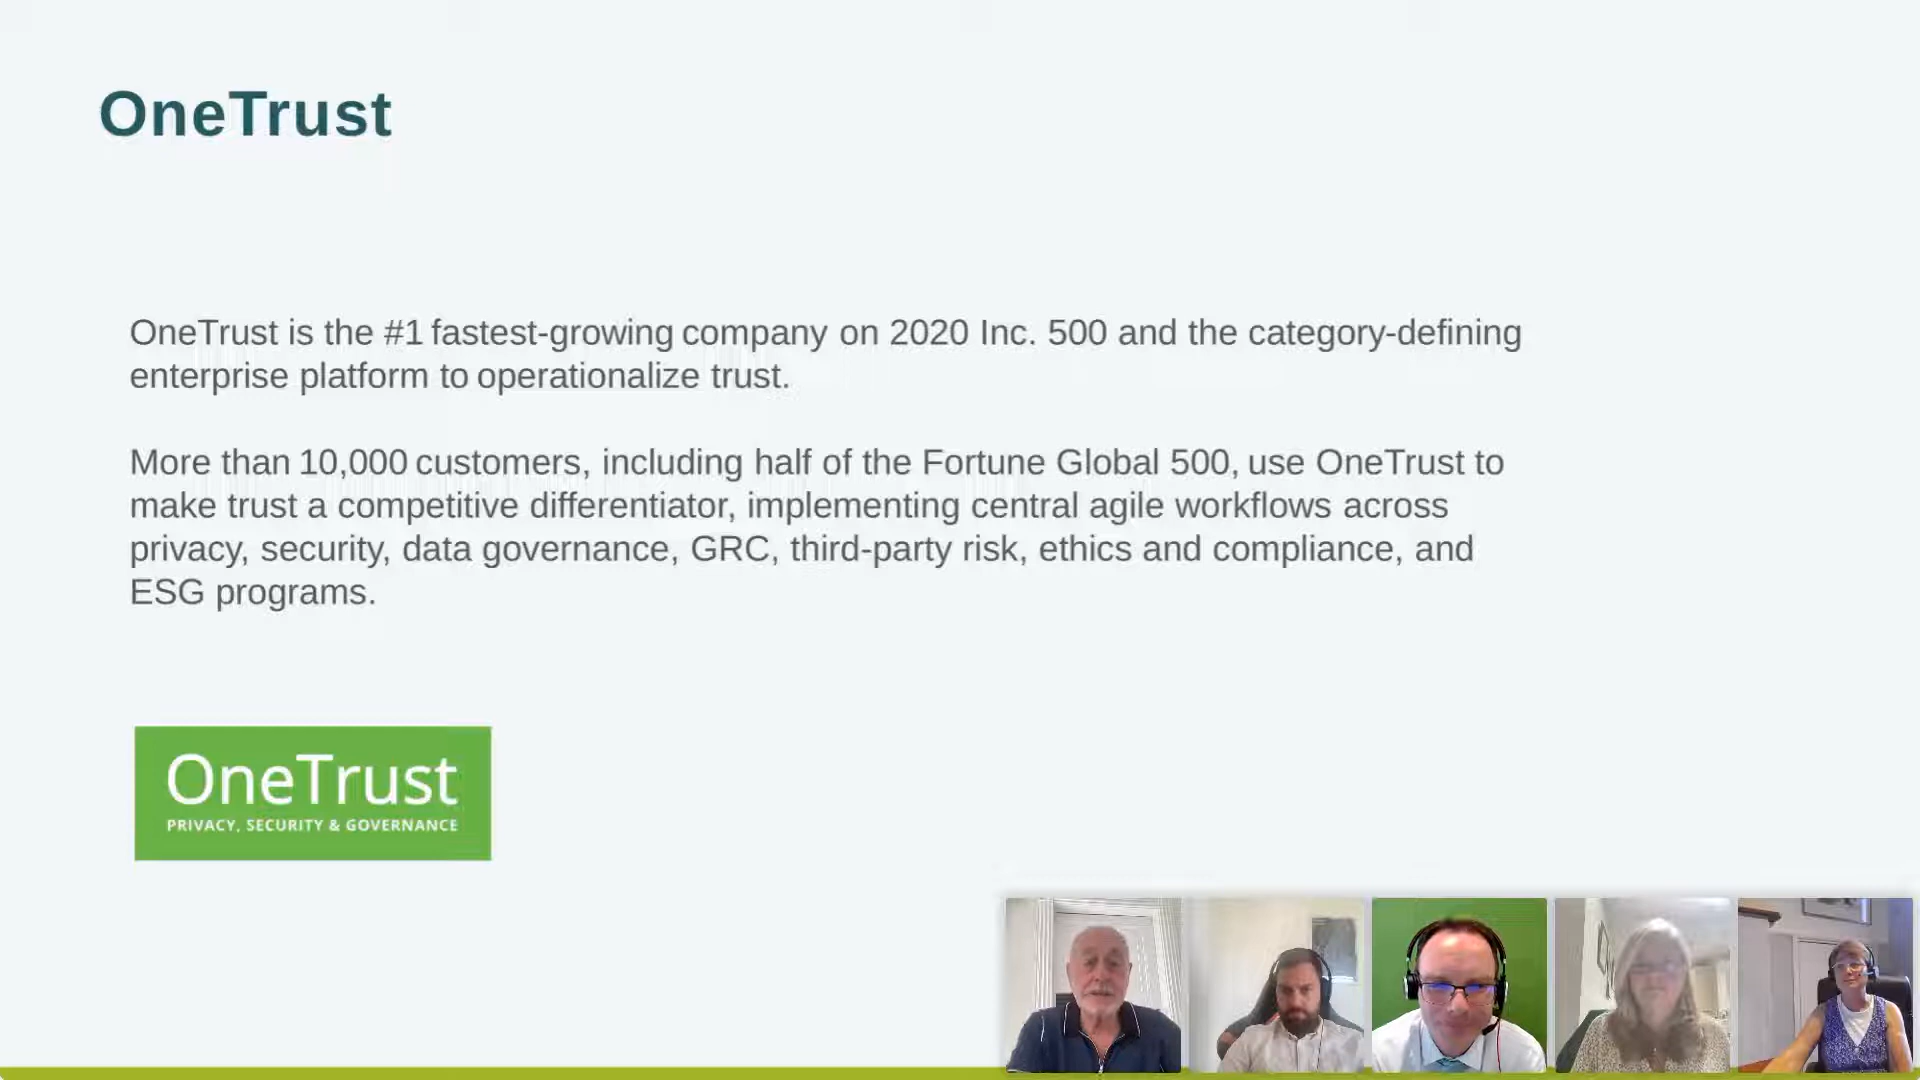 OneTrust
OneTrust is the #1 fastest-growing company on 2020 Inc. 500 and the category-defining
enterprise platform to operationalize trust.
More than 10,000 customers, including half of the Fortune Global 500, use OneTrust to
make trust a competitive differentiator, implementing central agile workflows across
privacy, security, data governance, GRC, third-party risk, ethics and compliance, and
ESG programs.
OneTrust
PRIVACY, SECURITY & GOVERNANCE